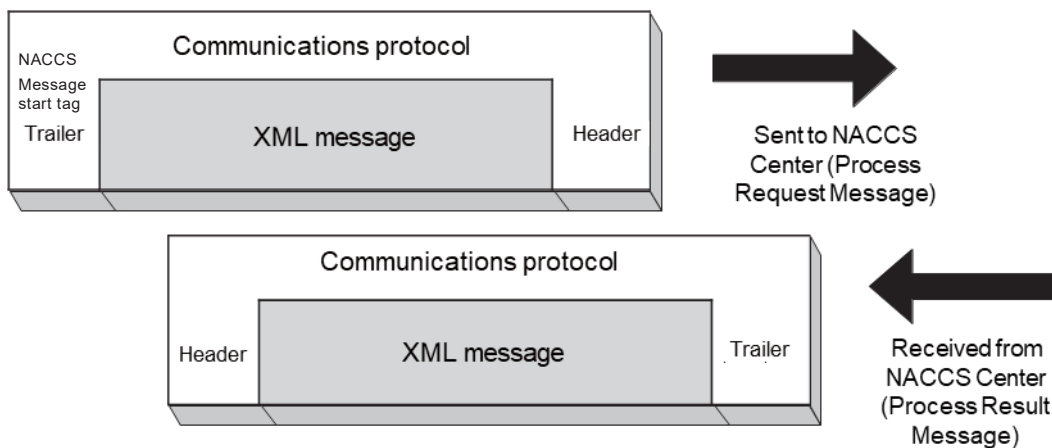 Communications protocol
NACCS
Message
start tag
Trailer
XML message
Header
Sent to NACCS
Center (Process
Request Message)
Communications protocol
Header
XML message
Trailer
Received from
NACCS Center
(Process Result
Message)